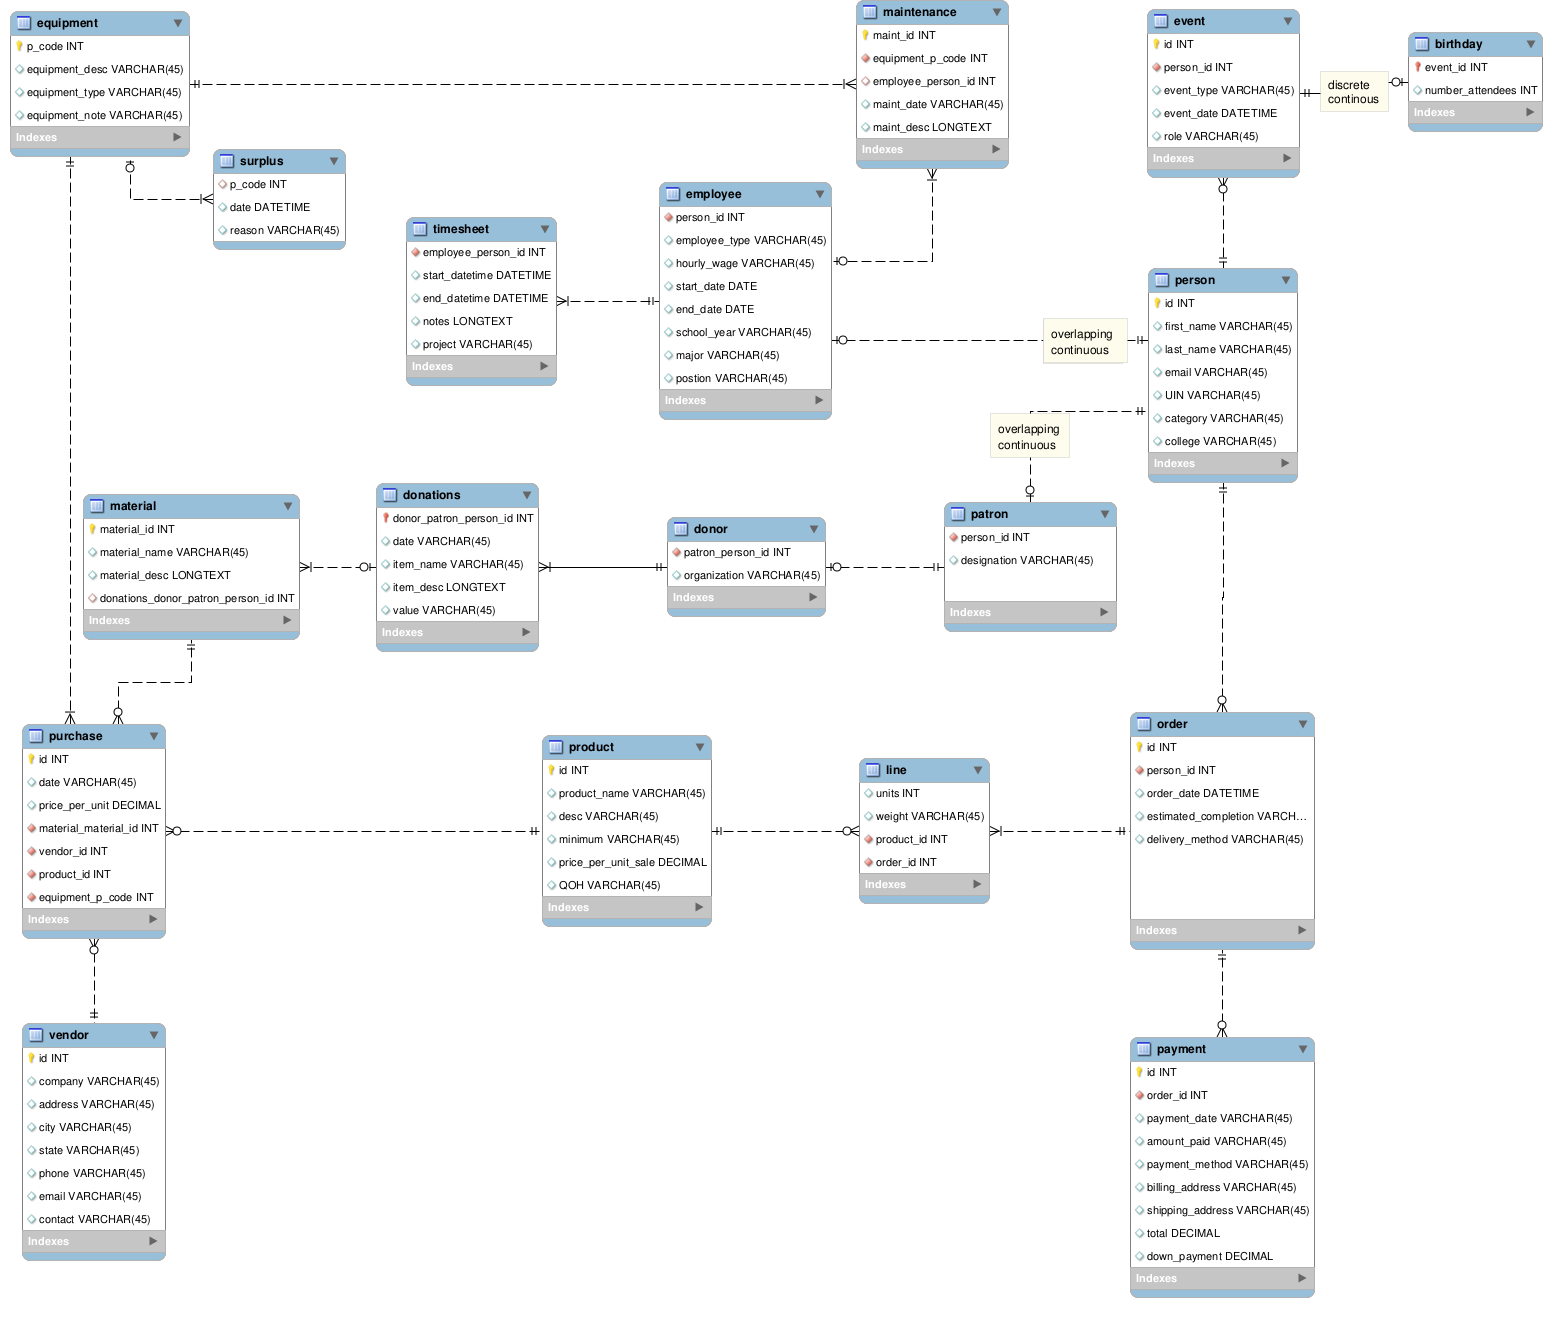 equipment
p_code INT
equipment_desc VARCHAR(45)
equipment_type VARCHAR(45)
equipment_note VARCHAR(45)
Indexes
surplus
p_code INT
date DATETIME
reason VARCHAR(45)
maintenance
maint_id INT
equipment_p_code INT
employee_person_id INT
maint_date VARCHAR(45)
maint_desc LONGTEXT
Indexes
event
id INT
person_id INT
event_type VARCHAR(45)
event_date DATETIME
role VARCHAR(45)
Indexes
discrete
continous
birthday
event_id INT
number_attendees INT
Indexes
timesheet
employee_person_id INT
start_datetime DATETIME
end_datetime DATETIME
notes LONGTEXT
project VARCHAR(45)
Indexes
employee
person_id INT
employee_type VARCHAR(45)
hourly_wage VARCHAR(45)
start_date DATE
end_date DATE
school_year VARCHAR(45)
major VARCHAR(45)
postion VARCHAR(45)
Indexes
overlapping
continuous
person
id INT
first_name VARCHAR(45)
last_name VARCHAR(45)
email VARCHAR(45)
UIN VARCHAR(45)
category VARCHAR(45)
college VARCHAR(45)
Indexes
overlapping
continuous
material
material_id INT
material_name VARCHAR(45)
material_desc LONGTEXT
donations_donor_patron_person_id INT
Indexes
donations
donor_patron_person_id INT
date VARCHAR(45)
item_name VARCHAR(45)
item_desc LONGTEXT
value VARCHAR(45)
Indexes
donor
patron_person_id INT
organization VARCHAR(45)
Indexes
patron
person_id INT
designation VARCHAR(45)
Indexes
purchase
id INT
date VARCHAR(45)
price_per_unit DECIMAL
material_material_id INT
vendor_id INT
product_id INT
equipment_p_code INT
Indexes
product
id INT
product_name VARCHAR(45)
desc VARCHAR(45)
minimum VARCHAR(45)
price_per_unit_sale DECIMAL
QOH VARCHAR(45)
Indexes
line
units INT
weight VARCHAR(45)
product_id INT
order_id INT
Indexes
order
id INT
person_id INT
order_date DATETIME
estimated_completion VARCH...
delivery_method VARCHAR(45)
Indexes
vendor
id INT
company VARCHAR(45)
address VARCHAR(45)
city VARCHAR(45)
state VARCHAR(45)
phone VARCHAR(45)
email VARCHAR(45)
contact VARCHAR(45)
Indexes
payment
id INT
order_id INT
payment_date VARCHAR(45)
amount_paid VARCHAR(45)
payment_method VARCHAR(45)
billing_address VARCHAR(45)
shipping_address VARCHAR(45)
total DECIMAL
down_payment DECIMAL
Indexes